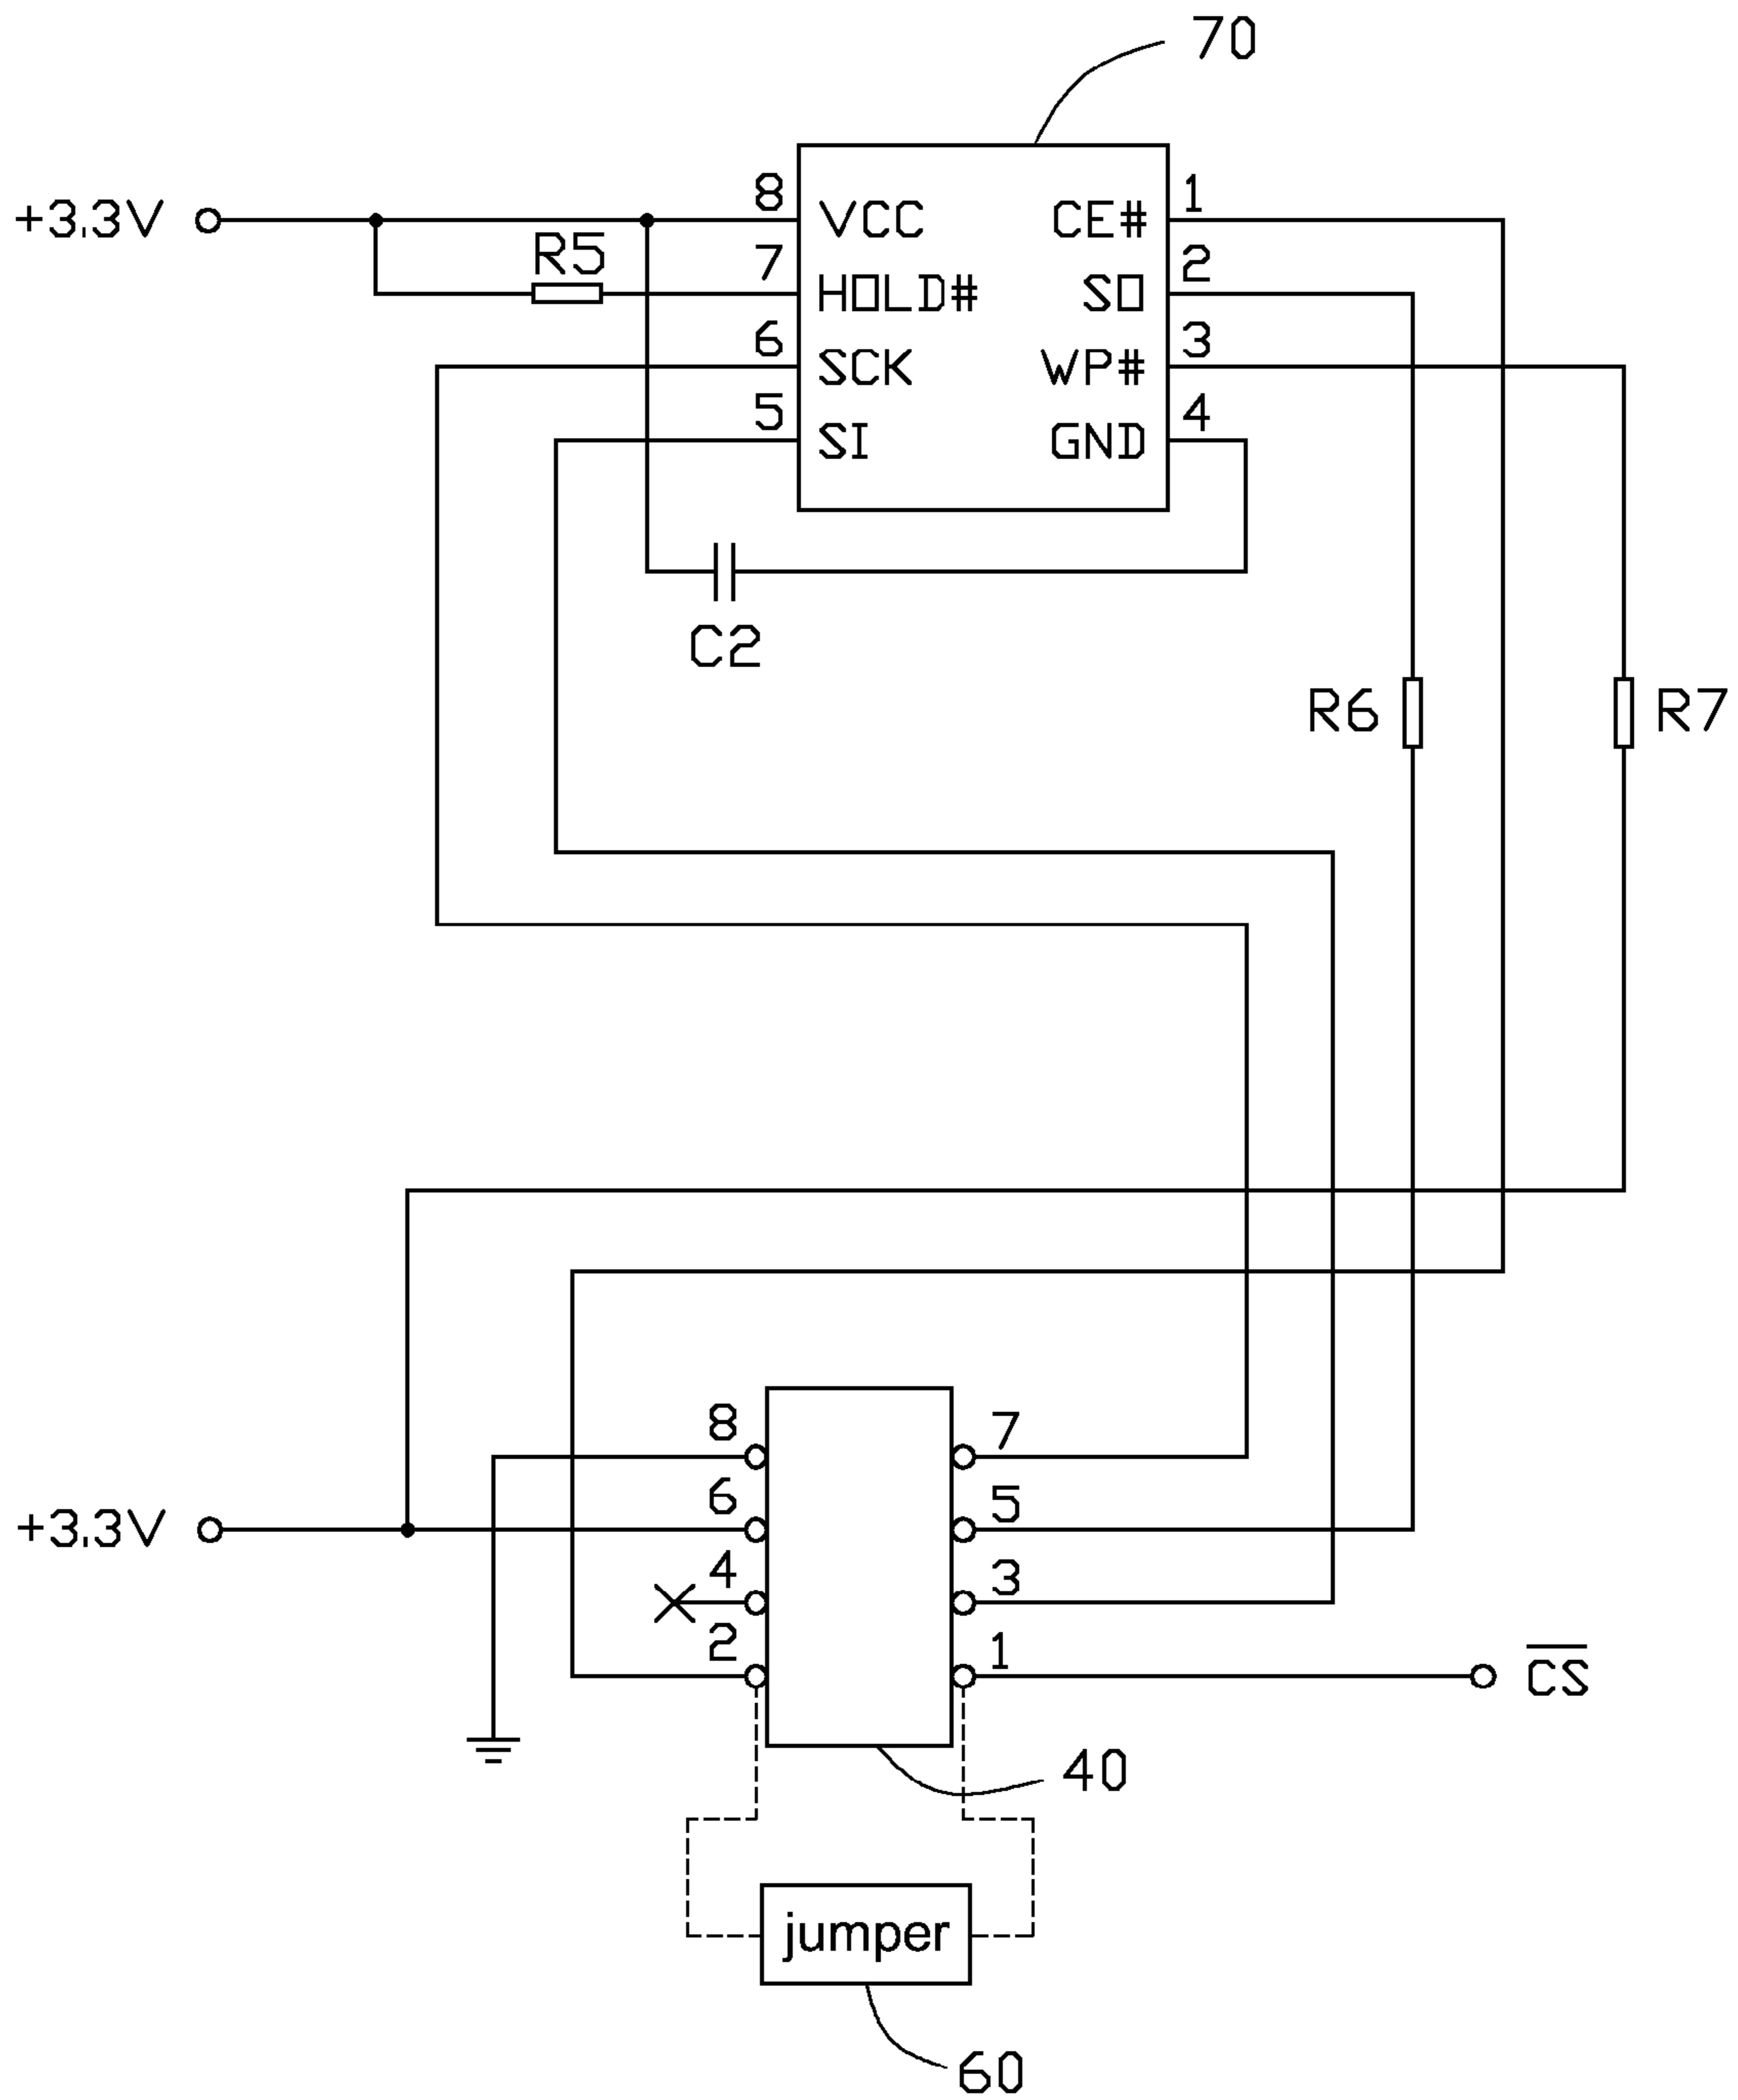 70
8
1
+3.3V
VCC
CE#
R5
7
2
HOLD#
SO
6
3
SCK
WP#
5
4
SI
GND
C2
R6
R7
8
7
6
5
+3.3V
4
3
2
1
CS
40
jumper
60